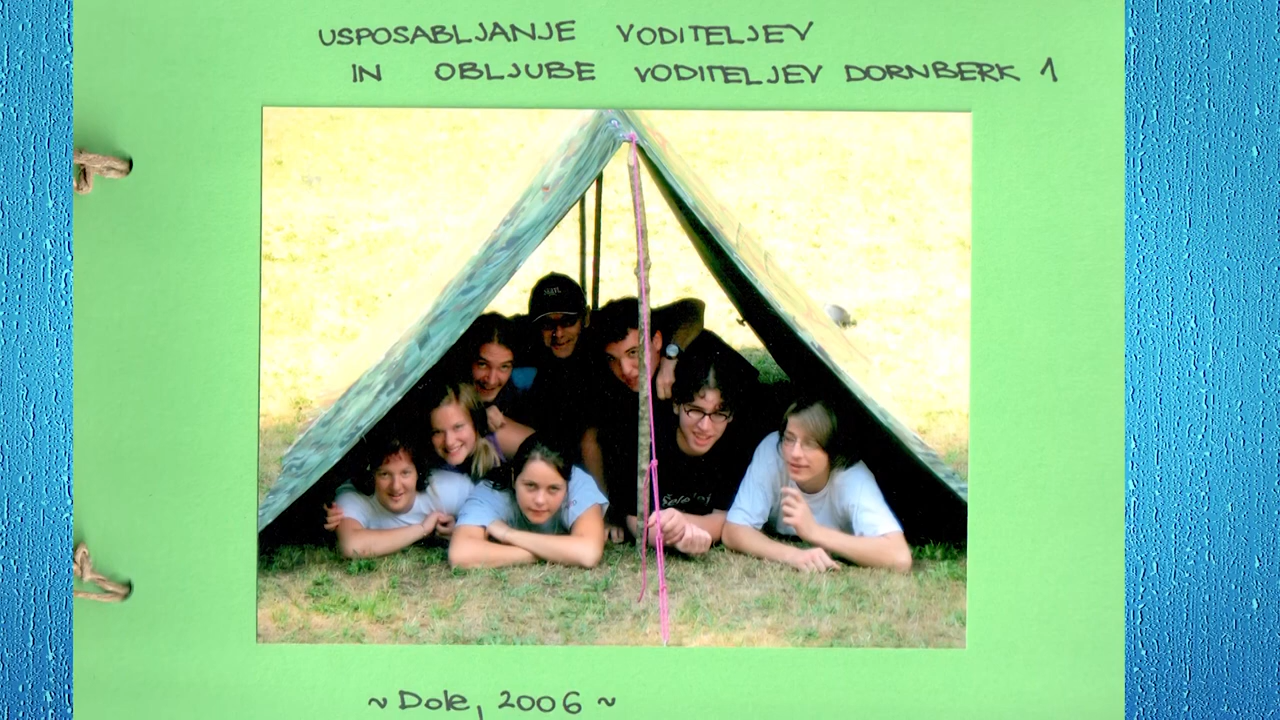 USPOSABLJANJE VODITELJEV
IN OBLJUBE VODITELJEV DORNBERK 1
~ Dole, 2006 ~